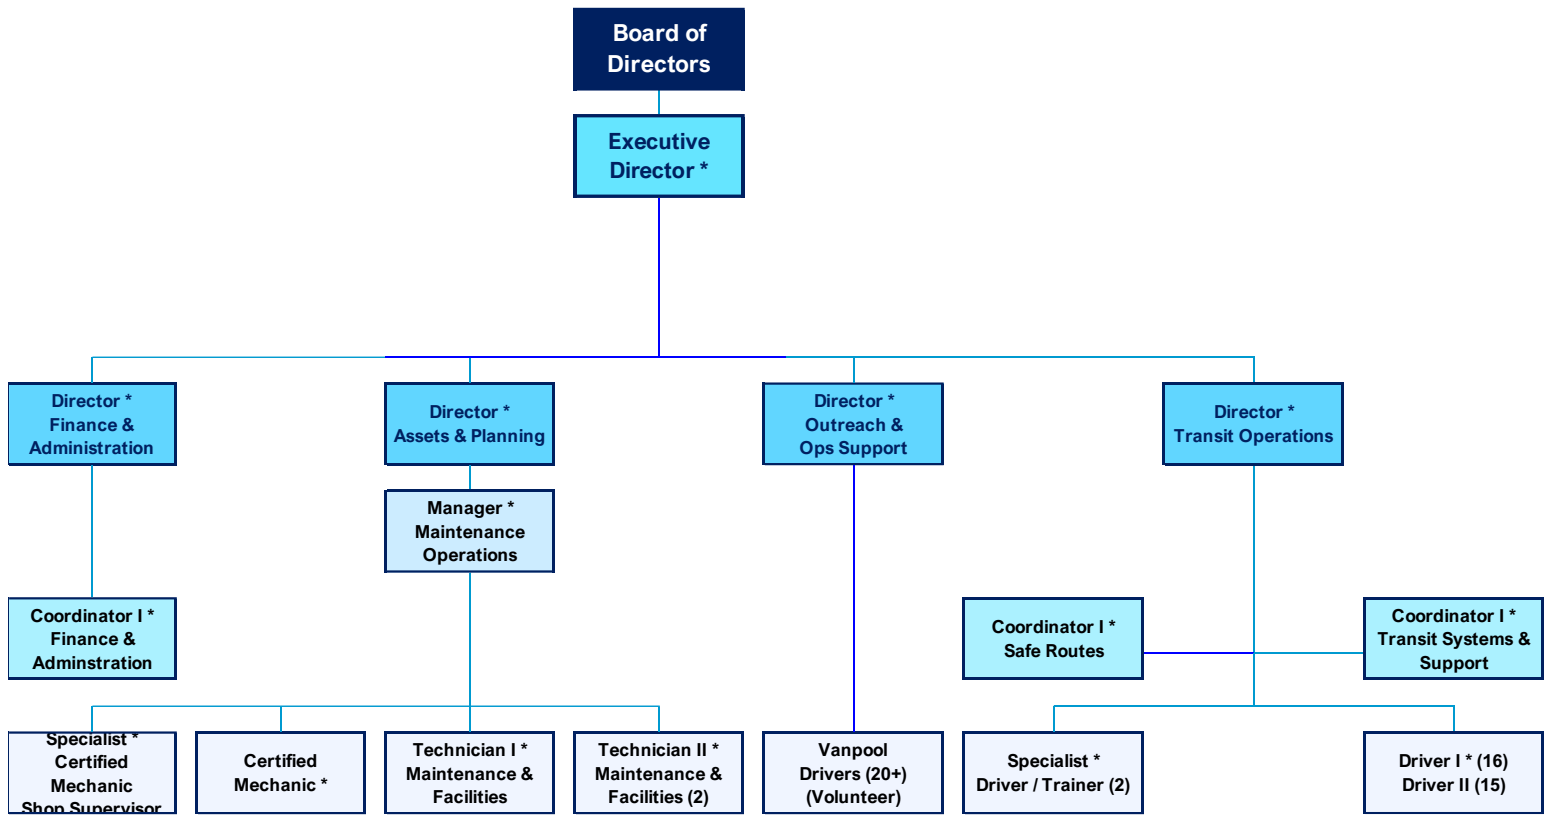 Board of
Directors
Executive
Director *
Director *
Finance &
Administration
Director *
Assets & Planning
Director *
Outreach &
Ops Support
Director *
Transit Operations
Manager *
Maintenance
Operations
Coordinator I *
Finance &
Adminstration
Coordinator I *
Safe Routes
Coordinator I *
Transit Systems &
Support
Specialist *
Certified
Mechanic
Shop Supervisor
Certified
Mechanic *
Technician I *
Maintenance &
Facilities
Technician II *
Maintenance &
Facilities (2)
Vanpool
Drivers (20+)
(Volunteer)
Specialist *
Driver / Trainer (2)
Driver I * (16)
Driver II (15)